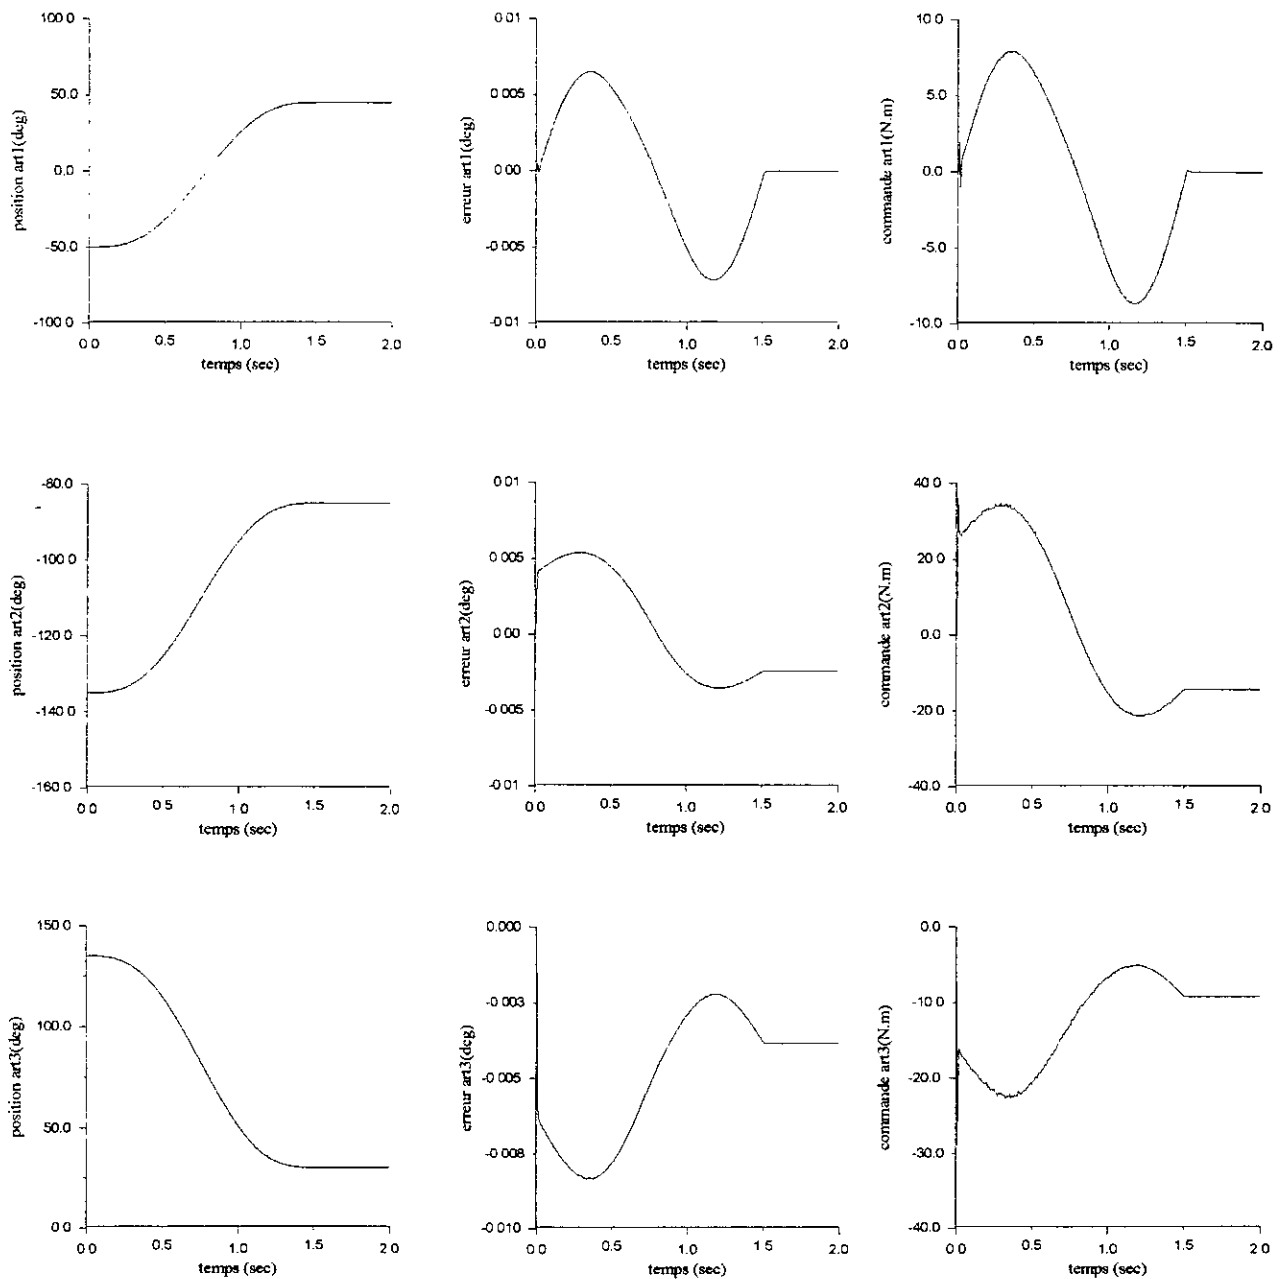 100.0
50.0
0.0
-50.0
-100 0
position art1(deg)
0.0 0.5 1.0 1.5 2.0
temps (sec)
0.01
0.005
0.00
-0.005
-0.01
erreur art1(deg)
0.0 0.5 1.0 1.5 2.0
temps (sec)
10.0
5.0
0.0
-5.0
-10.0
commande art1(N.m)
0.0 0.5 1.0 1.5 2.0
temps (sec)
-80.0
-100.0
-120.0
-140.0
-160.0
position art2(deg)
0 0 0.5 1.0 1.5 2.0
temps (sec)
0.01
0.005
0.00
-0 005
-0.01
erreur art2(deg)
0 0 0.5 1.0 1.5 2.0
temps (sec)
40.0
20.0
0.0
-20.0
-40.0
commande art2(N.m)
0.0 0.5 1.0 1.5 2.0
temps (sec)
150 0
100.0
50.0
0 0
position art3(deg)
0.0 0.5 1.0 1.5 2.0
temps (sec)
0.000
-0.003
-0.005
-0.008
-0.010
erreur art3(deg)
0.0 0.5 1.0 1.5 2.0
temps (sec)
0.0
-10.0
-20.0
-30.0
-40.0
commande art3(N.m)
0.0 0.5 1.0 1.5 2.0
temps (sec)